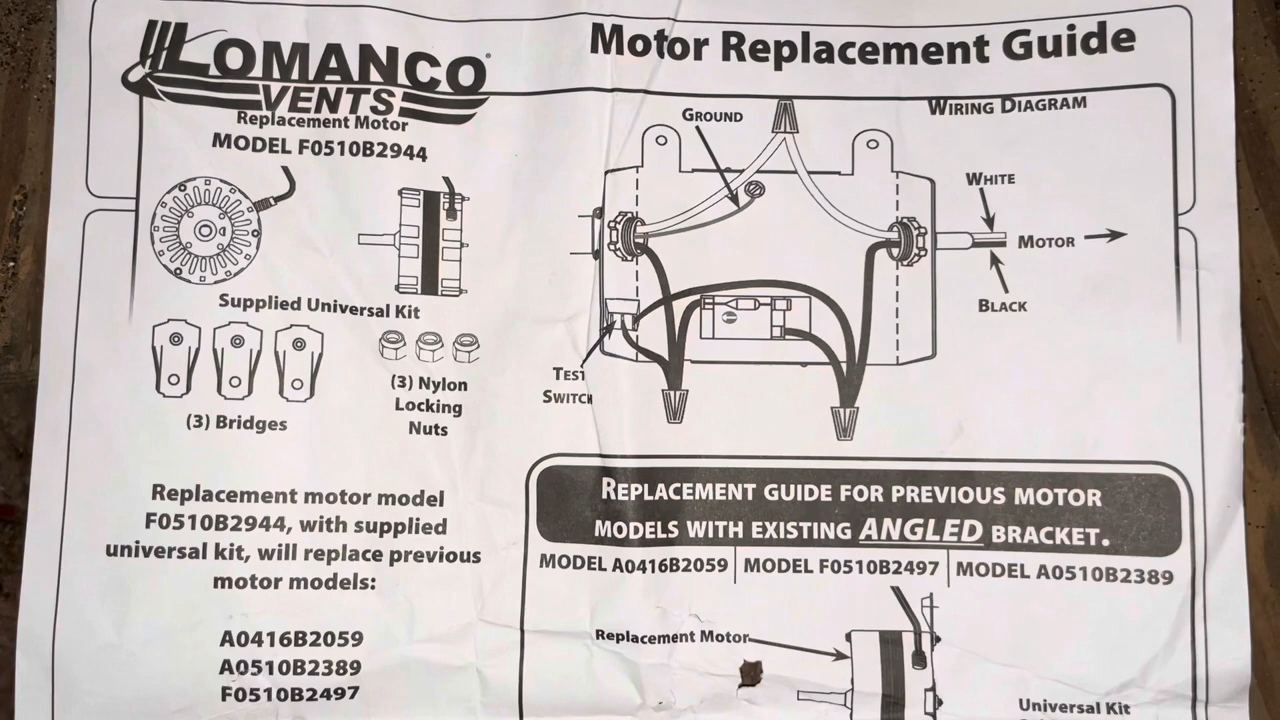 LOMANCO®
VENTS
Replacement Motor
MODEL F0510B2944
Supplied Universal Kit
(3) Bridges
(3) Nylon
Locking
Nuts
Replacement motor model
F0510B2944, with supplied
universal kit, will replace previous
motor models:
A0416B2059
A0510B2389
F0510B2497
Motor Replacement Guide
WIRING DIAGRAM
GROUND
WHITE
MOTOR
BLACK
TEST
SWITCH
REPLACEMENT GUIDE FOR PREVIOUS MOTOR
MODELS WITH EXISTING ANGLED BRACKET.
MODEL A0416B2059
MODEL F0510B2497
MODEL A0510B2389
Replacement Motor
Universal Kit